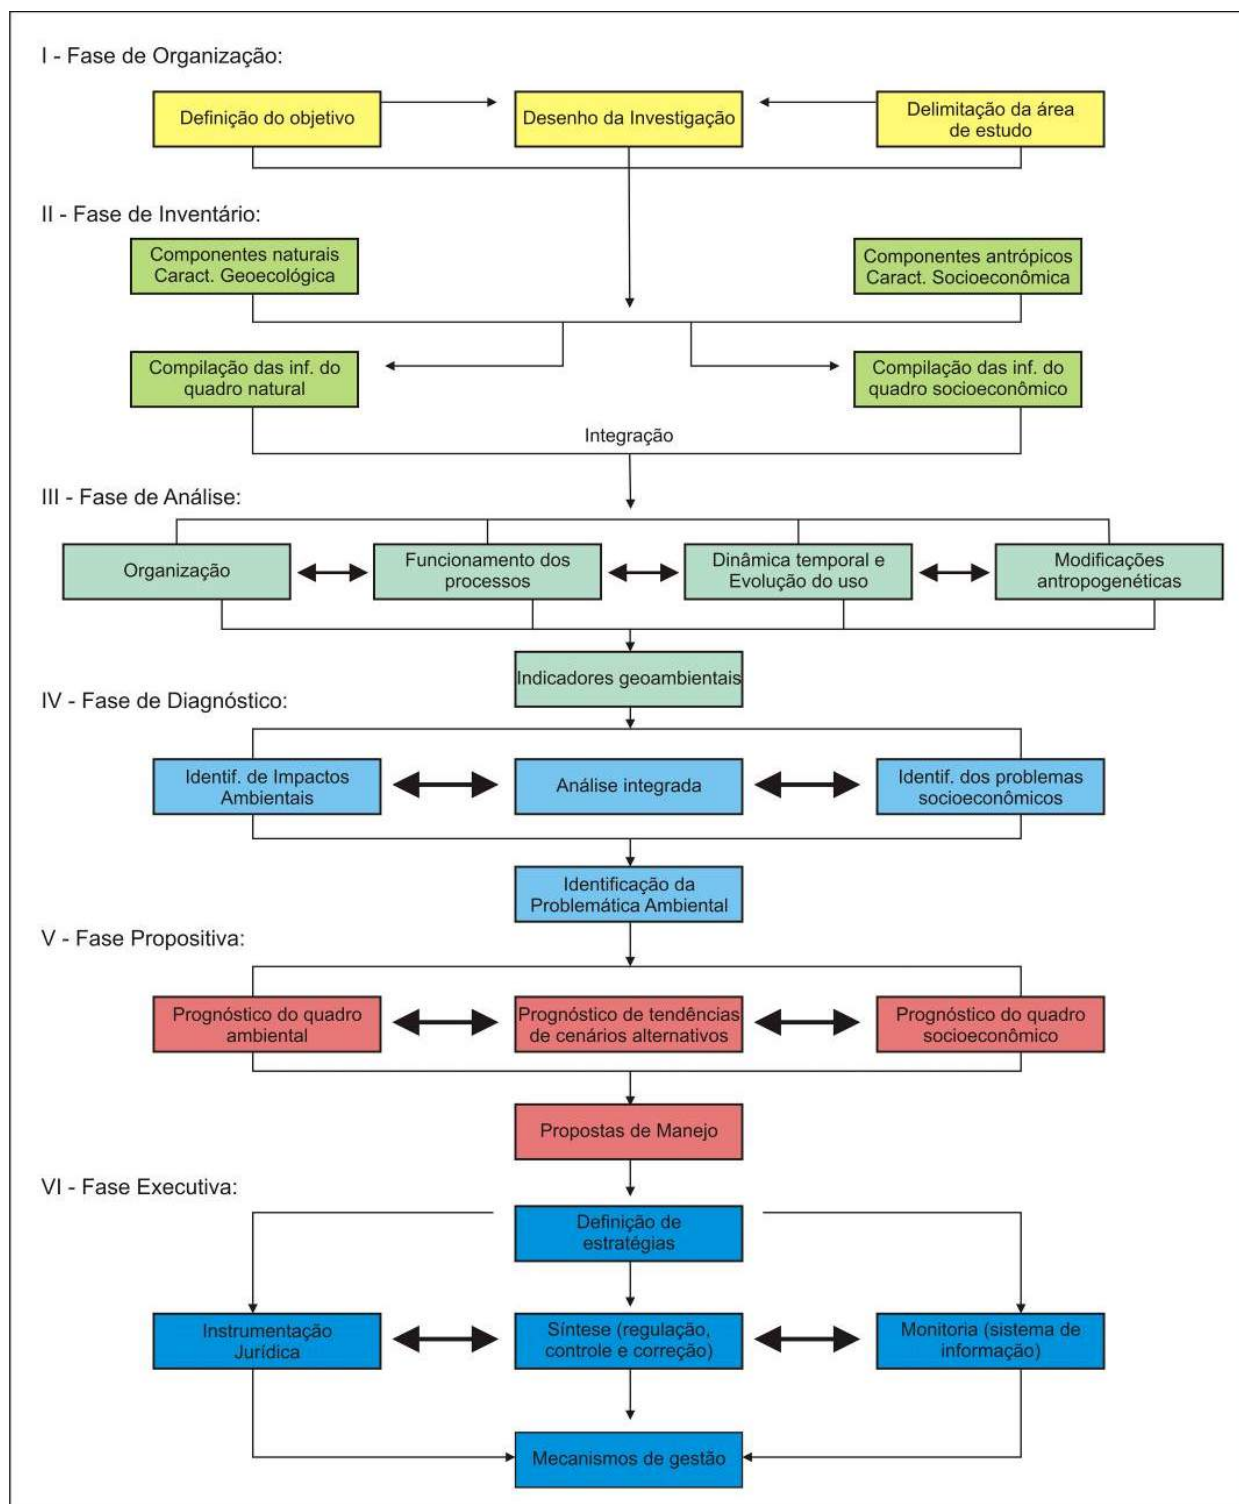 I - Fase de Organização:
Definição do objetivo
Desenho da Investigação
Delimitação da área
de estudo
II - Fase de Inventário:
Componentes naturais
Caract. Geoecológica
Componentes antrópicos
Caract. Socioeconômica
Compilação das inf. do
quadro natural
Compilação das inf. do
quadro socioeconômico
Integração
III - Fase de Análise:
Organização
Funcionamento dos
processos
Dinâmica temporal e
Evolução do uso
Modificações
antropogenéticas
Indicadores geoambientais
IV - Fase de Diagnóstico:
Identif. de Impactos
Ambientais
Análise integrada
Identif. dos problemas
socioeconômicos
Identificação da
Problemática Ambiental
V - Fase Propositiva:
Prognóstico do quadro
ambiental
Prognóstico de tendências
de cenários alternativos
Prognóstico do quadro
socioeconômico
Propostas de Manejo
VI - Fase Executiva:
Definição de
estratégias
Instrumentação
Jurídica
Síntese (regulação,
controle e correção)
Monitoria (sistema de
informação)
Mecanismos de gestão